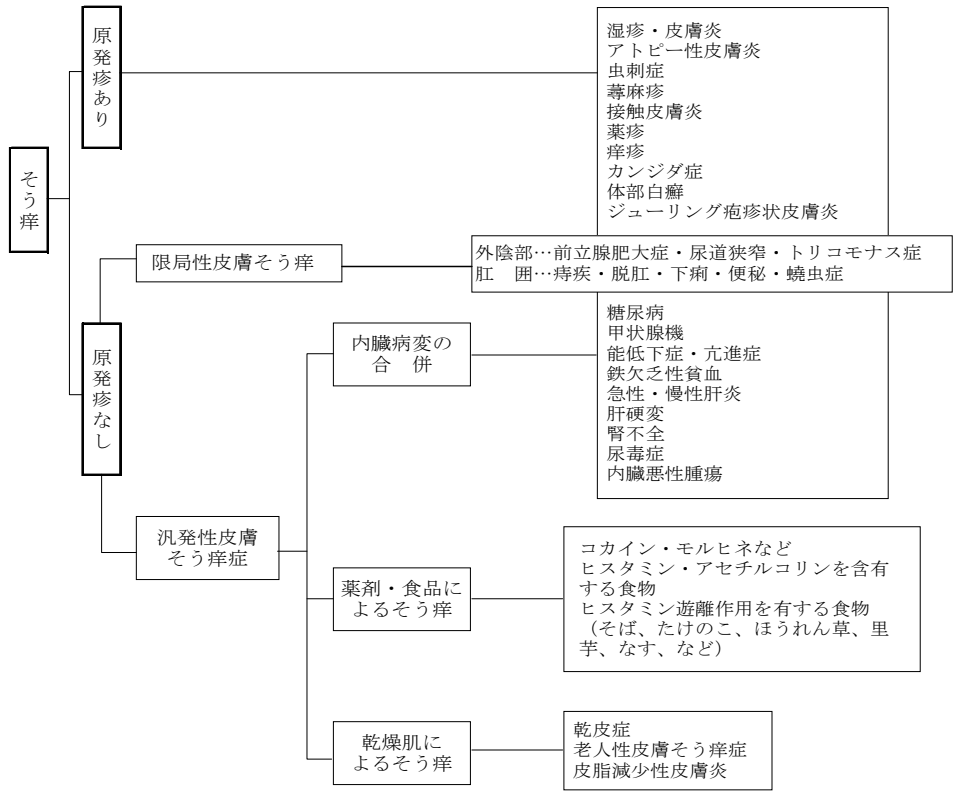 そう痒
原発疹あり
湿疹・皮膚炎
アトピー性皮膚炎
虫刺症
蕁麻疹
接触皮膚炎
薬疹
痒疹
カンジダ症
体部白癬
ジューリング疱疹状皮膚炎
原発疹なし
限局性皮膚そう痒
外陰部…前立腺肥大症・尿道狭窄・トリコモナス症
肛　囲…痔疾・脱肛・下痢・便秘・蟯虫症
汎発性皮膚
そう痒症
内臓病変の
合　併
糖尿病
甲状腺機
能低下症・亢進症
鉄欠乏性貧血
急性・慢性肝炎
肝硬変
腎不全
尿毒症
内臓悪性腫瘍
薬剤・食品に
よるそう痒
コカイン・モルヒネなど
ヒスタミン・アセチルコリンを含有
する食物
ヒスタミン遊離作用を有する食物
（そば、たけのこ、ほうれん草、里
芋、なす、など）
乾燥肌に
よるそう痒
乾皮症
老人性皮膚そう痒症
皮脂減少性皮膚炎